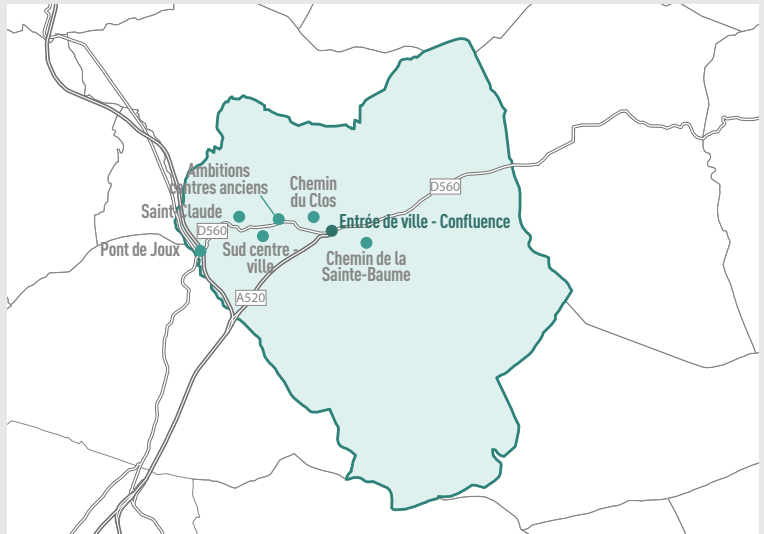 Ambitions
centres anciens
Chemin
du Clos
D560
Saint-Claude
Entrée de ville - Confluence
D560
Pont de Joux
Sud centre -
ville
Chemin de la
Sainte-Baume
A520